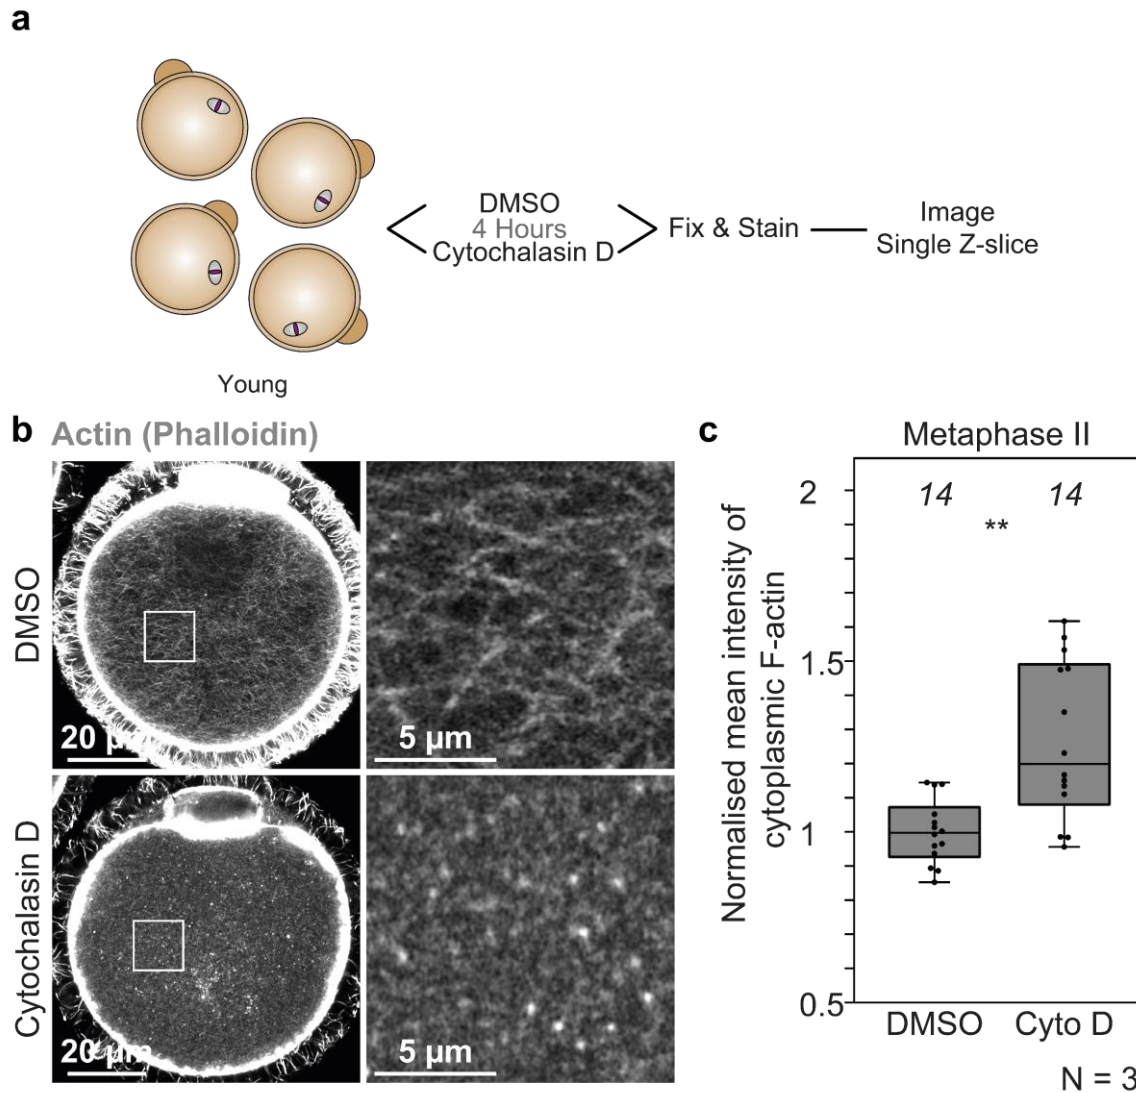 a
DMSO
4 Hours
Cytochalasin D
Fix & Stain
Image
Single Z-slice
Young
b
Actin (Phalloidin)
DMSO
20 µm
5 µm
Cytochalasin D
20 µm
5 µm
c
Metaphase II
Normalised mean intensity of
cytoplasmic F-actin
2
1.5
1
0.5
14
14
**
DMSO
Cyto D
N = 3